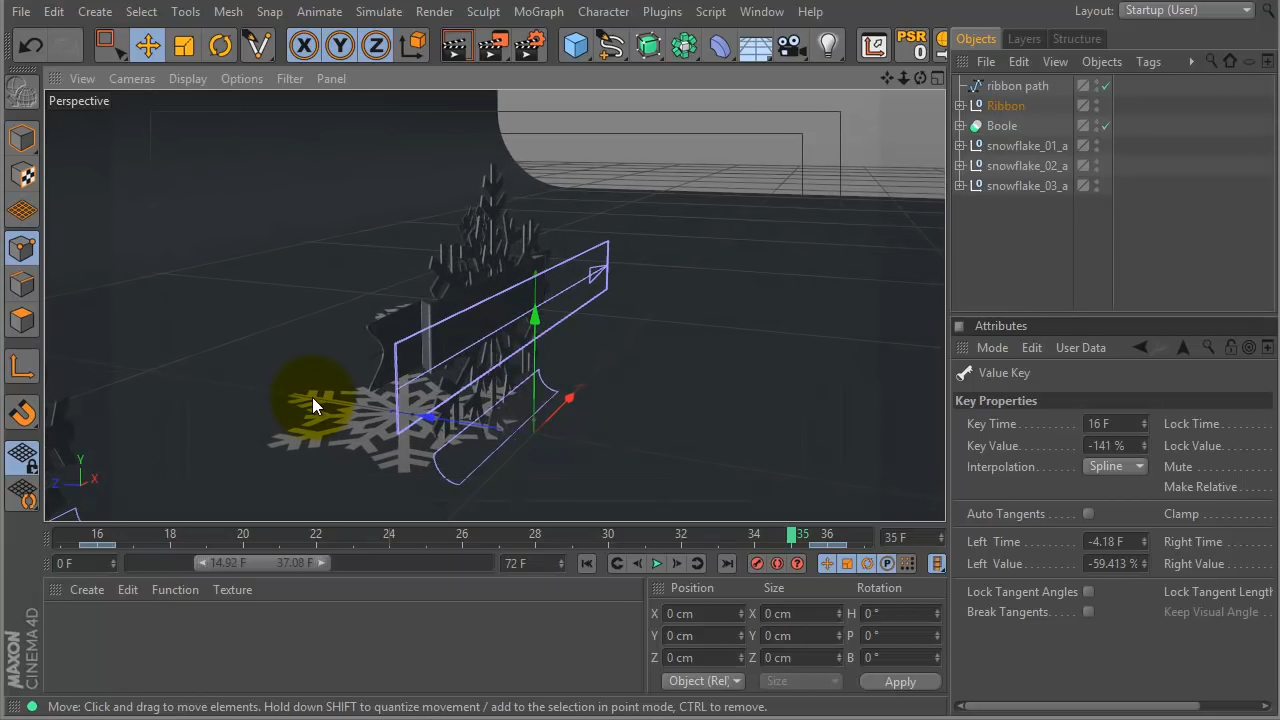 File Edit Create Select Tools Mesh Snap Animate Simulate Render Sculpt MoGraph Character Plugins Script Window Help Layout: Startup (User)
X Y Z PSR 0
Objects Layers Structure
View Cameras Display Options Filter Panel
File Edit View Objects Tags
Perspective
ribbon path
Ribbon
Boole
snowflake_01_a
snowflake_02_a
snowflake_03_a
Attributes
Mode Edit User Data
Value Key
Key Properties
Key Time 16 F Lock Time
Key Value -141 % Lock Value
Interpolation Spline Mute
Make Relative
Auto Tangents Clamp
Left Time -4.18 F Right Time
Left Value -59.413 % Right Value
Lock Tangent Angles Lock Tangent Length
Break Tangents Keep Visual Angle
Y
X
Z
16 18 20 22 24 26 28 30 32 34 35 36 35 F
0 F 14.92 F 37.08 F 72 F
Create Edit Function Texture
Position Size Rotation
X 0 cm X 0 cm H 0 °
Y 0 cm Y 0 cm P 0 °
Z 0 cm Z 0 cm B 0 °
Object (Rel) Size Apply
MAXON CINEMA 4D
Move: Click and drag to move elements. Hold down SHIFT to quantize movement / add to the selection in point mode, CTRL to remove.